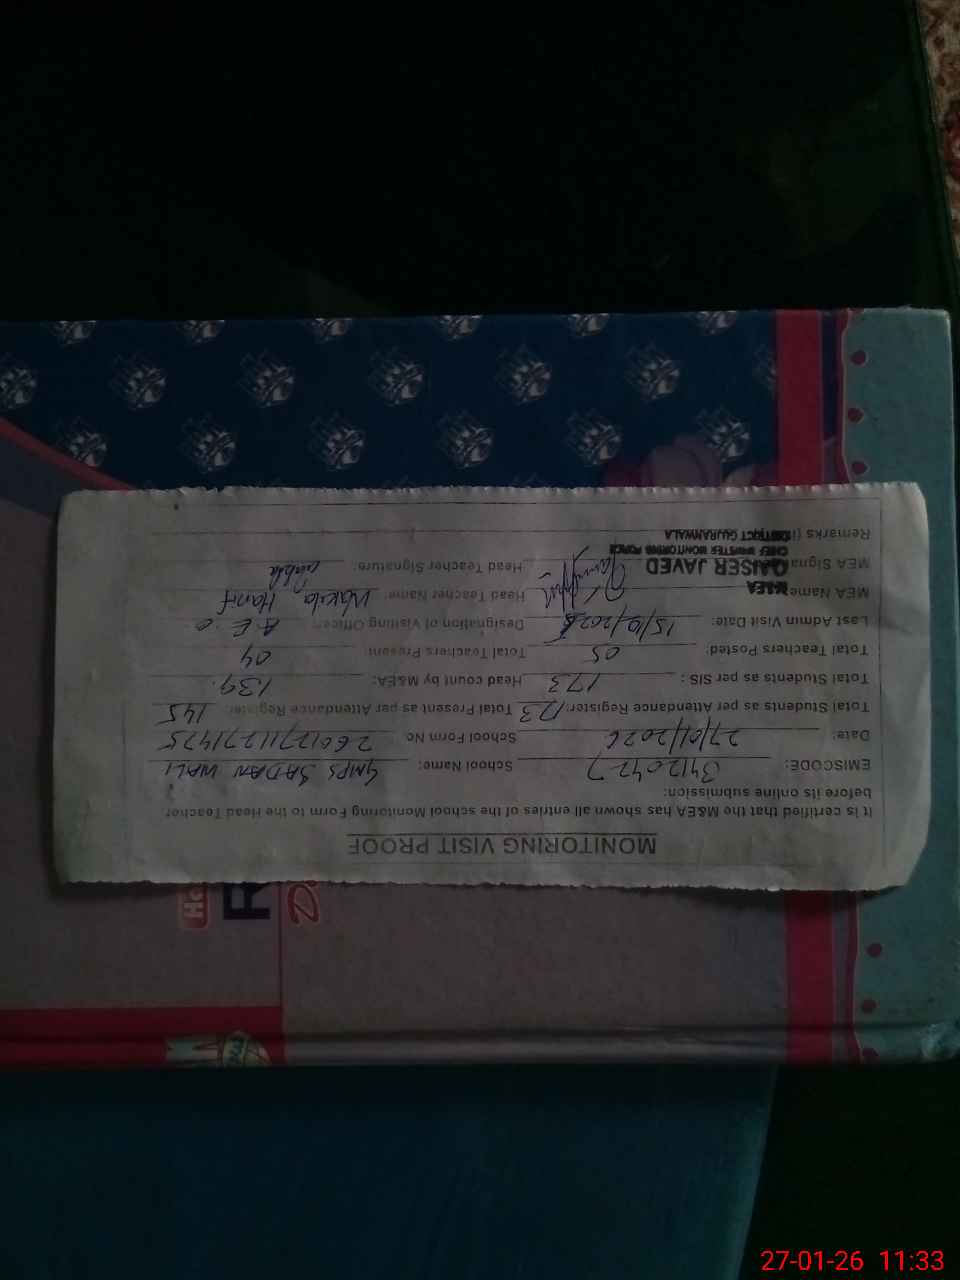 MONITORING VISIT PROOF
It is certified that the M&EA has shown all entries of the school Monitoring Form to the Head Teacher
before its online submission:
EMISCODE: 34120427 School Name: GMPS SADAN WALI
Date: 27/01/2026 School Form No 260127111271475
Total Students as per Attendance Register: 173 Total Present as per Attendance Register: 145
Total Students as per SIS: 173 Head count by M&EA: 139.
Total Teachers Posted: 05 Total Teachers Present: 04
Last Admin Visit Date: 15/10/2025 Designation of Visiting Officer: A.E.O
MEA Name: Head Teacher Name: Hanif
M&EA
QAISER JAVED
CHIEF MINISTER MONITORING FORCE
DISTRICT GUJRANWALA
MEA Head Teacher Signature:
Remarks
27-01-26 11:33